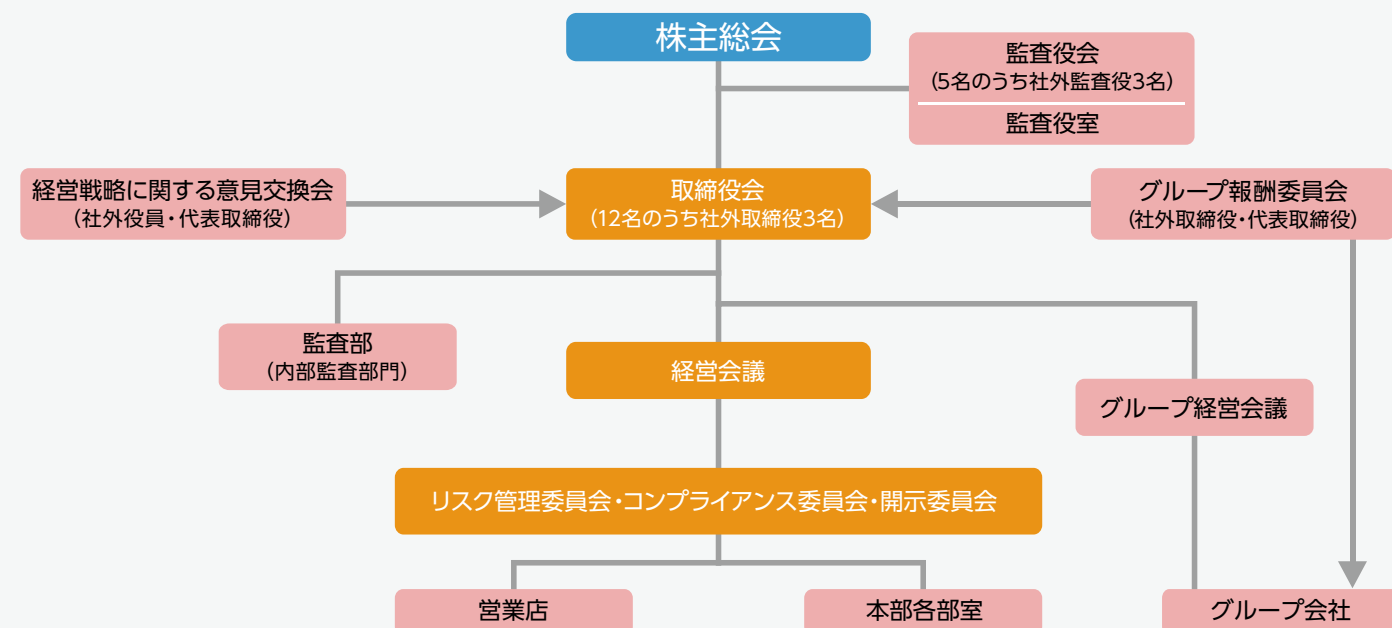 株主総会
監査役会
(5名のうち社外監査役3名)
監査役室
経営戦略に関する意見交換会
(社外役員・代表取締役)
取締役会
(12名のうち社外取締役3名)
グループ報酬委員会
(社外取締役・代表取締役)
監査部
(内部監査部門)
経営会議
グループ経営会議
リスク管理委員会・コンプライアンス委員会・開示委員会
営業店
本部各部室
グループ会社